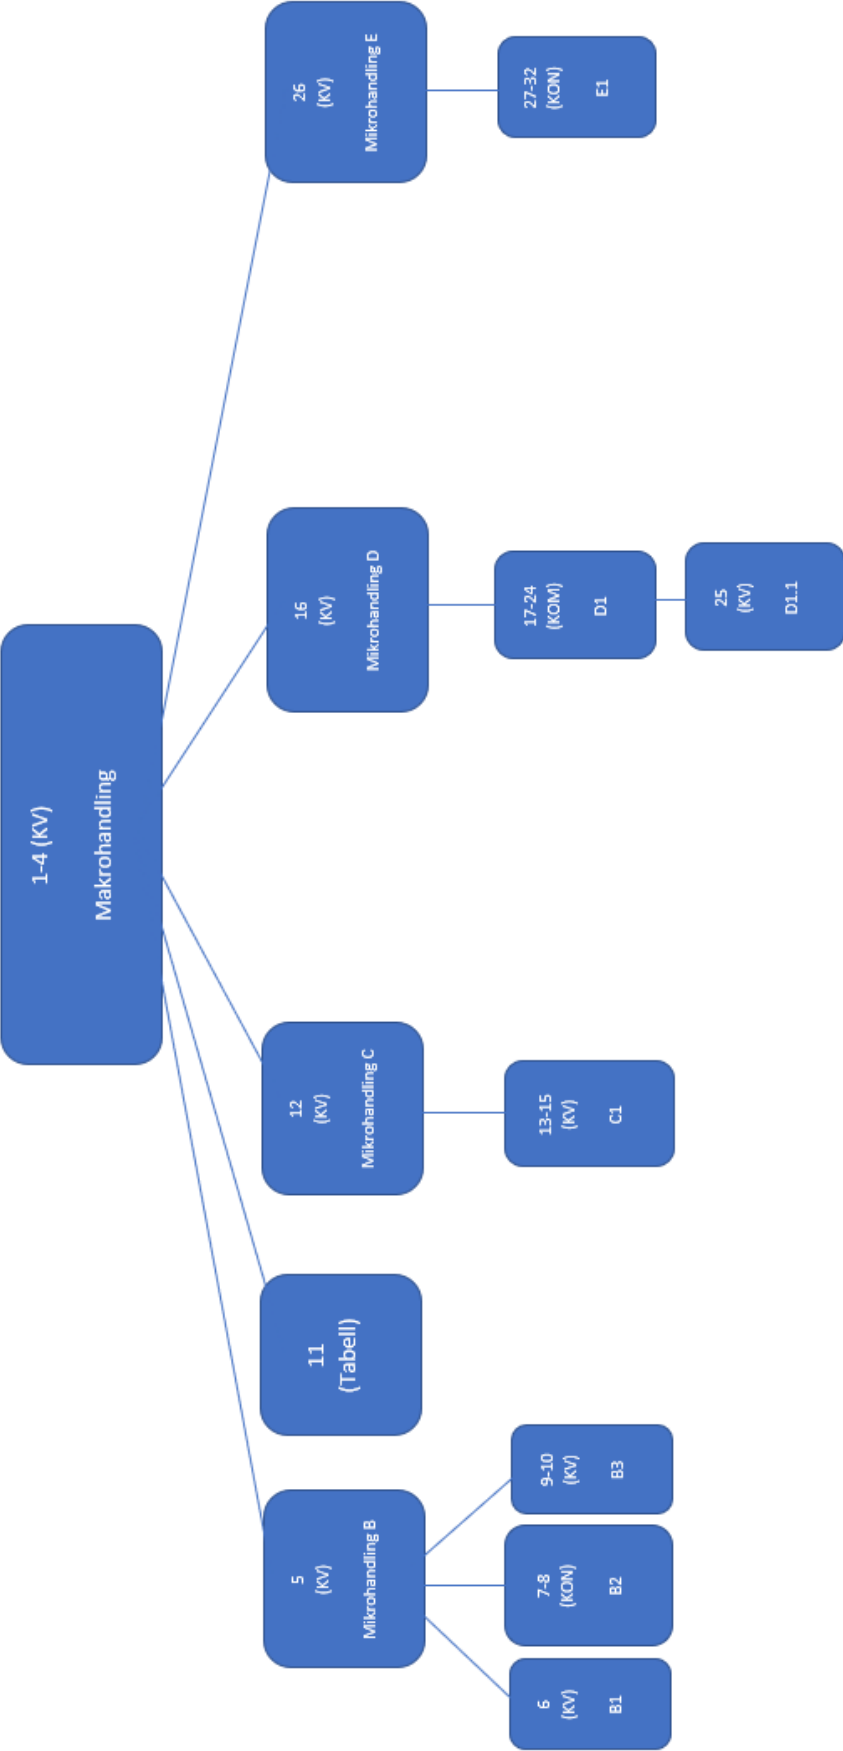 1-4 (KV)
Makrohandling
5
(KV)
Mikrohandling B
11
(Tabell)
12
(KV)
Mikrohandling C
16
(KV)
Mikrohandling D
26
(KV)
Mikrohandling E
6
(KV)
B1
7-8
(KON)
B2
9-10
(KV)
B3
13-15
(KV)
C1
17-24
(KOM)
D1
27-32
(KON)
E1
25
(KV)
D1.1